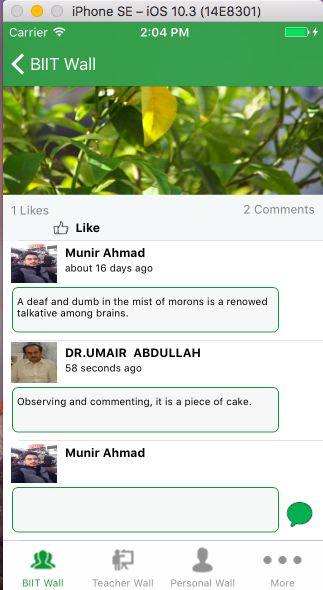 iPhone SE – iOS 10.3 (14E8301)
Carrier 2:04 PM
BIIT Wall
1 Likes 2 Comments
Like
Munir Ahmad
about 16 days ago
A deaf and dumb in the mist of morons is a renowed
talkative among brains.
DR.UMAIR ABDULLAH
58 seconds ago
Observing and commenting, it is a piece of cake.
Munir Ahmad
BIIT Wall Teacher Wall Personal Wall More